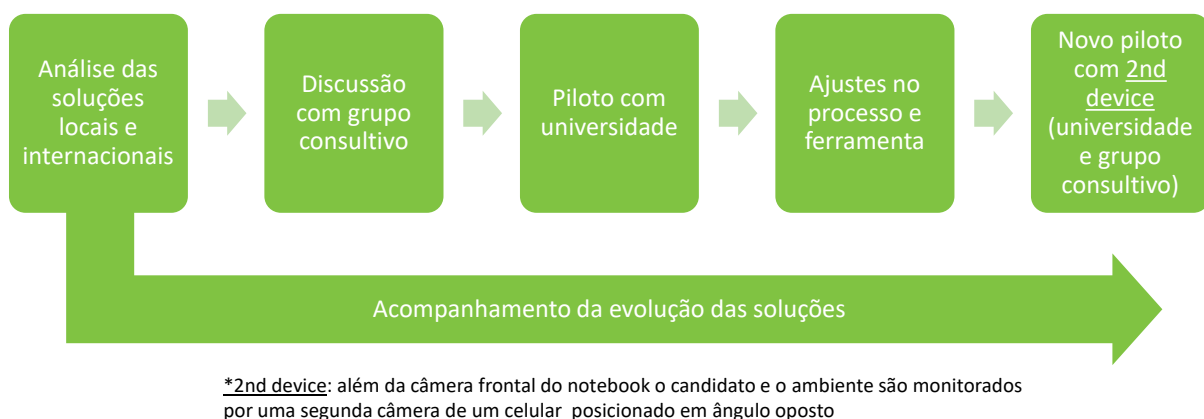 Análise das
soluções
locais e
internacionais
Discussão
com grupo
consultivo
Piloto com
universidade
Ajustes no
processo e
ferramenta
Novo piloto
com 2nd
device
(universidade
e grupo
consultivo)
Acompanhamento da evolução das soluções
*2nd device: além da câmera frontal do notebook o candidato e o ambiente são monitorados
por uma segunda câmera de um celular posicionado em ângulo oposto